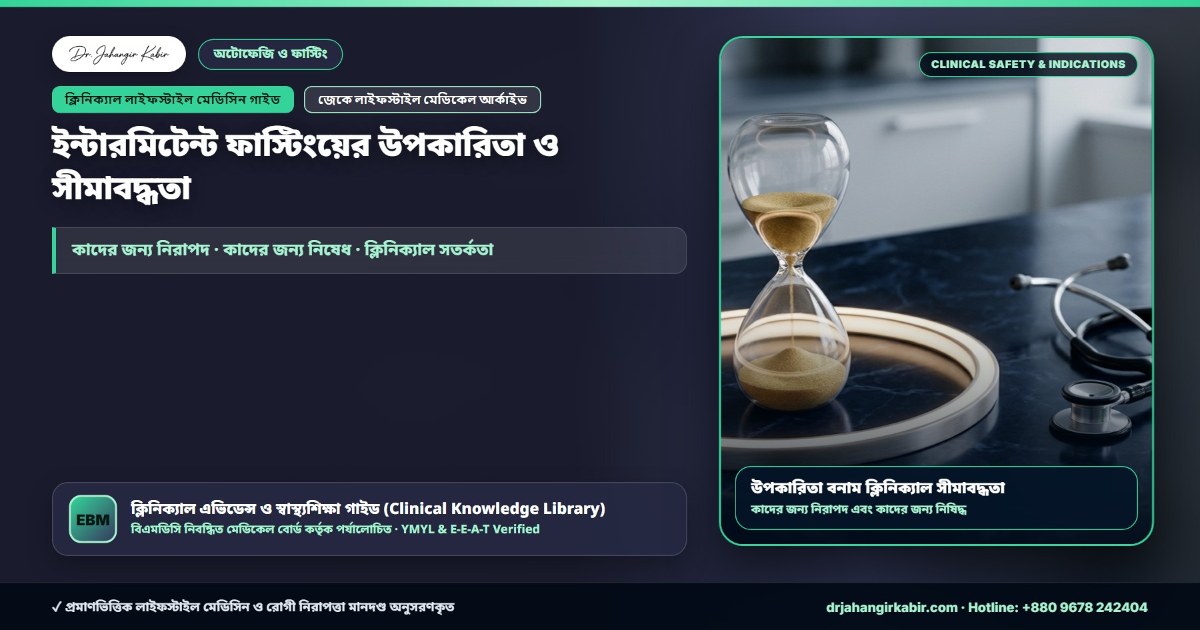 Dr. Jahangir Kabir
অটোফেজি ও ফাস্টিং
ক্লিনিক্যাল লাইফস্টাইল মেডিসিন গাইড
জেকে লাইফস্টাইল মেডিকেল আর্কাইভ
ইন্টারমিটেন্ট ফাস্টিংয়ের উপকারিতা ও
সীমাবদ্ধতা
কাদের জন্য নিরাপদ · কাদের জন্য নিষেধ · ক্লিনিক্যাল সতর্কতা
EBM
ক্লিনিক্যাল এভিডেন্স ও স্বাস্থ্যশিক্ষা গাইড (Clinical Knowledge Library)
বিএমডিসি নিবন্ধিত মেডিকেল বোর্ড কর্তৃক পর্যালোচিত · YMYL & E-E-A-T Verified
CLINICAL SAFETY & INDICATIONS
উপকারিতা বনাম ক্লিনিক্যাল সীমাবদ্ধতা
কাদের জন্য নিরাপদ এবং কাদের জন্য নিষিদ্ধ
✓ প্রমাণভিত্তিক লাইফস্টাইল মেডিসিন ও রোগী নিরাপত্তা মানদণ্ড অনুসরণকৃত
drjahangirkabir.com · Hotline: +880 9678 242404